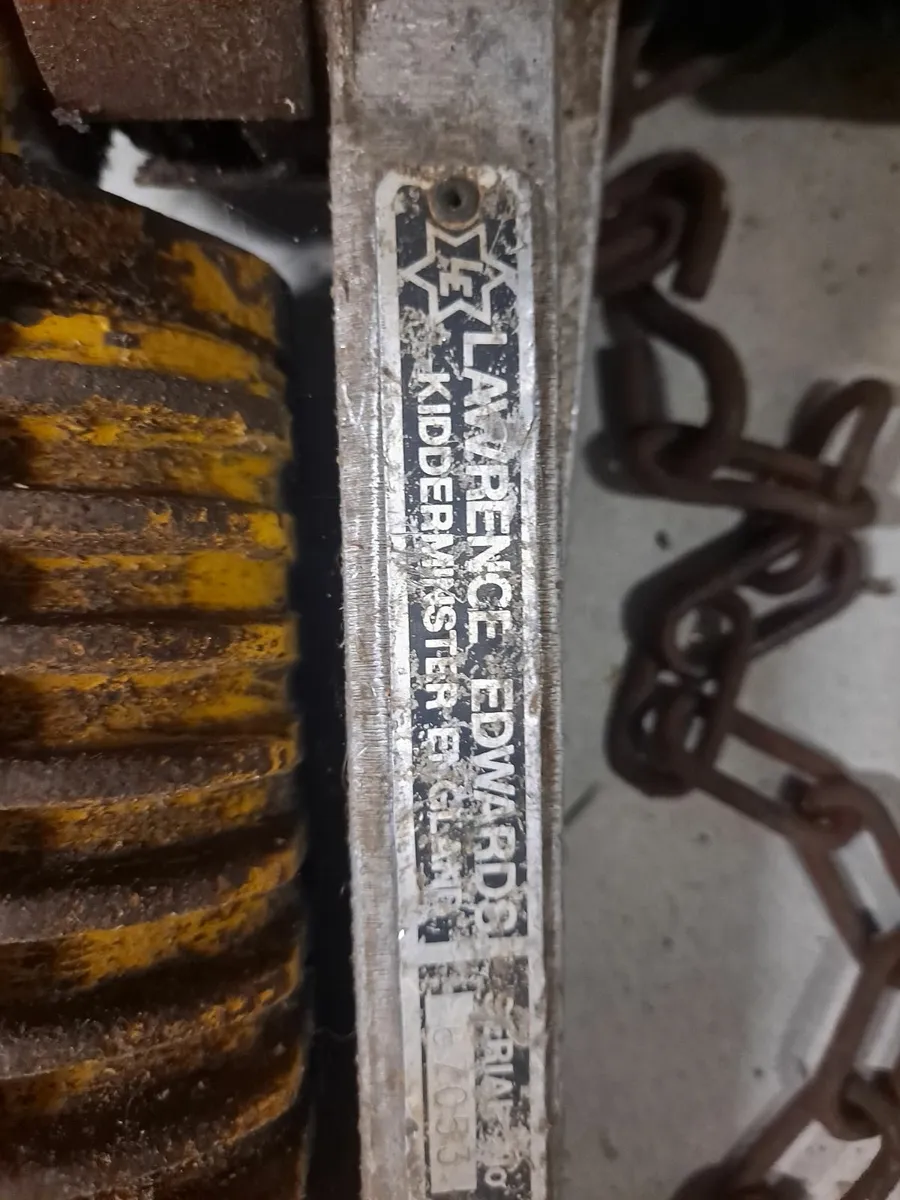 LE
LAWRENCE EDWARDS
KIDDERMINSTER ENGLAND
SERIAL No